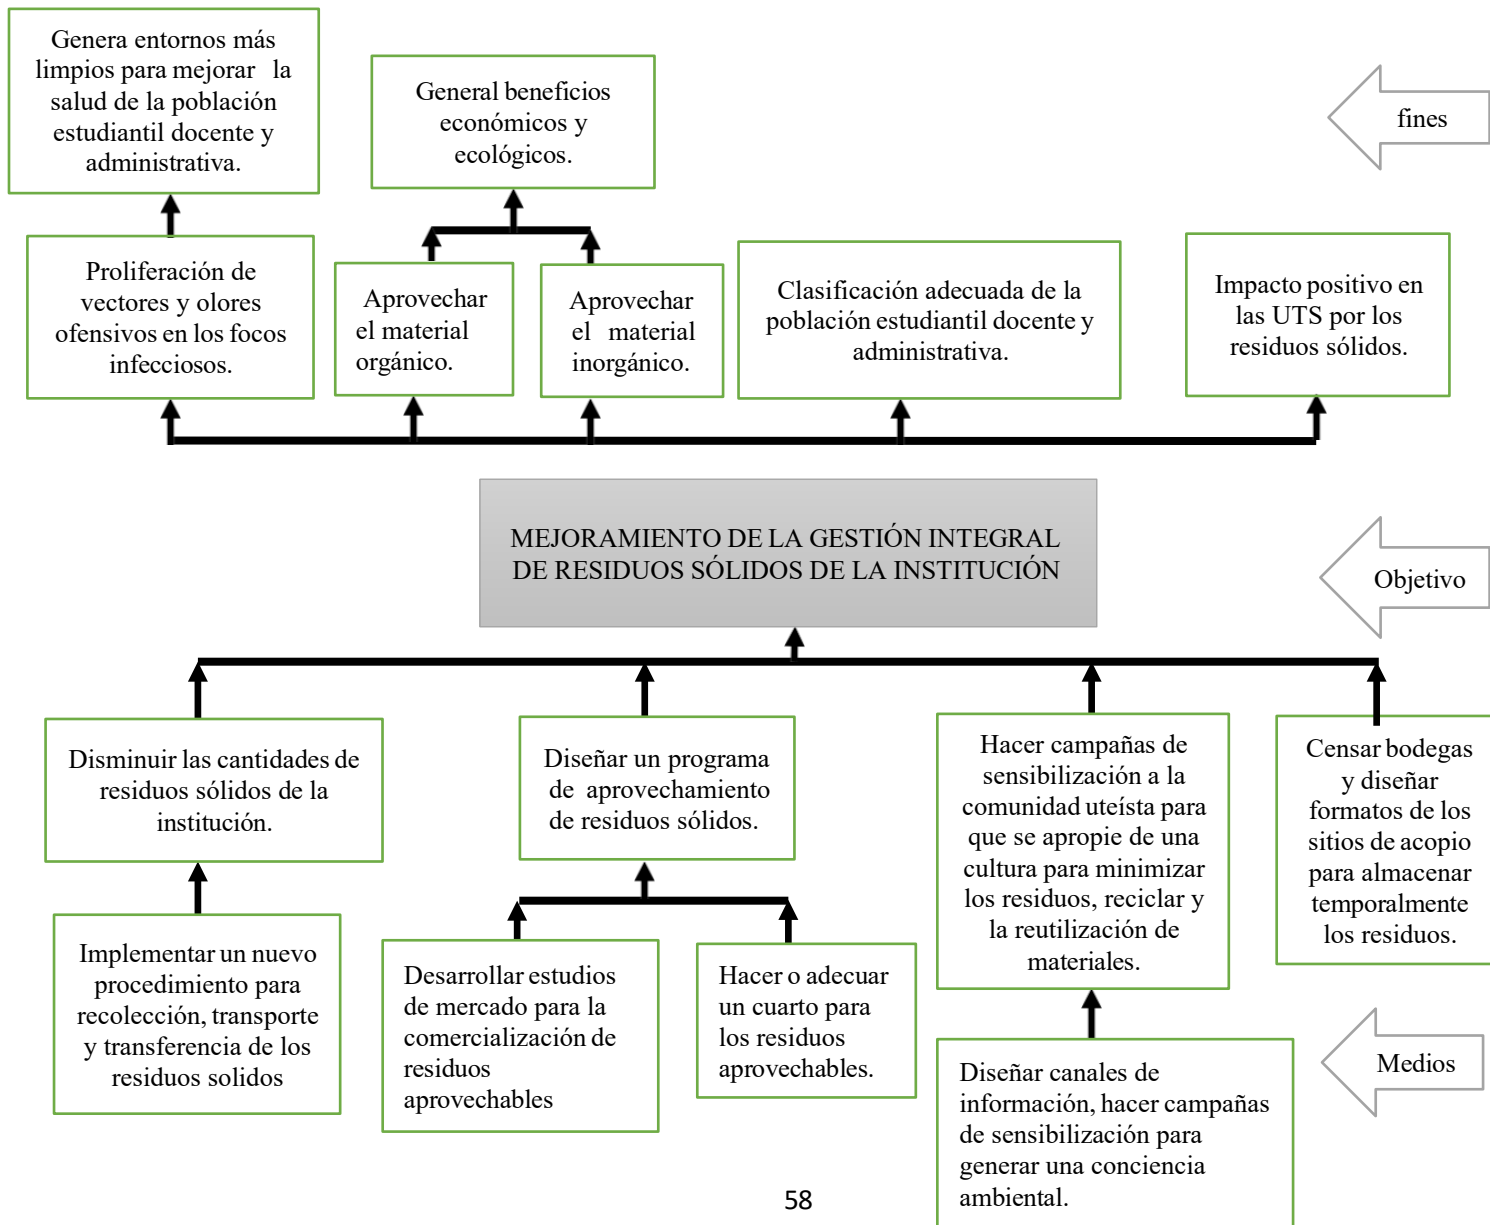 Genera entornos más
limpios para mejorar la
salud de la población
estudiantil docente y
administrativa.
General beneficios
económicos y
ecológicos.
fines
Proliferación de
vectores y olores
ofensivos en los focos
infecciosos.
Aprovechar
el material
orgánico.
Aprovechar
el material
inorgánico.
Clasificación adecuada de la
población estudiantil docente y
administrativa.
Impacto positivo en
las UTS por los
residuos sólidos.
MEJORAMIENTO DE LA GESTIÓN INTEGRAL
DE RESIDUOS SÓLIDOS DE LA INSTITUCIÓN
Objetivo
Disminuir las cantidades de
residuos sólidos de la
institución.
Diseñar un programa
de aprovechamiento
de residuos sólidos.
Hacer campañas de
sensibilización a la
comunidad uteísta para
que se apropie de una
cultura para minimizar
los residuos, reciclar y
la reutilización de
materiales.
Censar bodegas
y diseñar
formatos de los
sitios de acopio
para almacenar
temporalmente
los residuos.
Implementar un nuevo
procedimiento para
recolección, transporte
y transferencia de los
residuos solidos
Desarrollar estudios
de mercado para la
comercialización de
residuos
aprovechables
Hacer o adecuar
un cuarto para
los residuos
aprovechables.
Diseñar canales de
información, hacer campañas
de sensibilización para
generar una conciencia
ambiental.
Medios
58